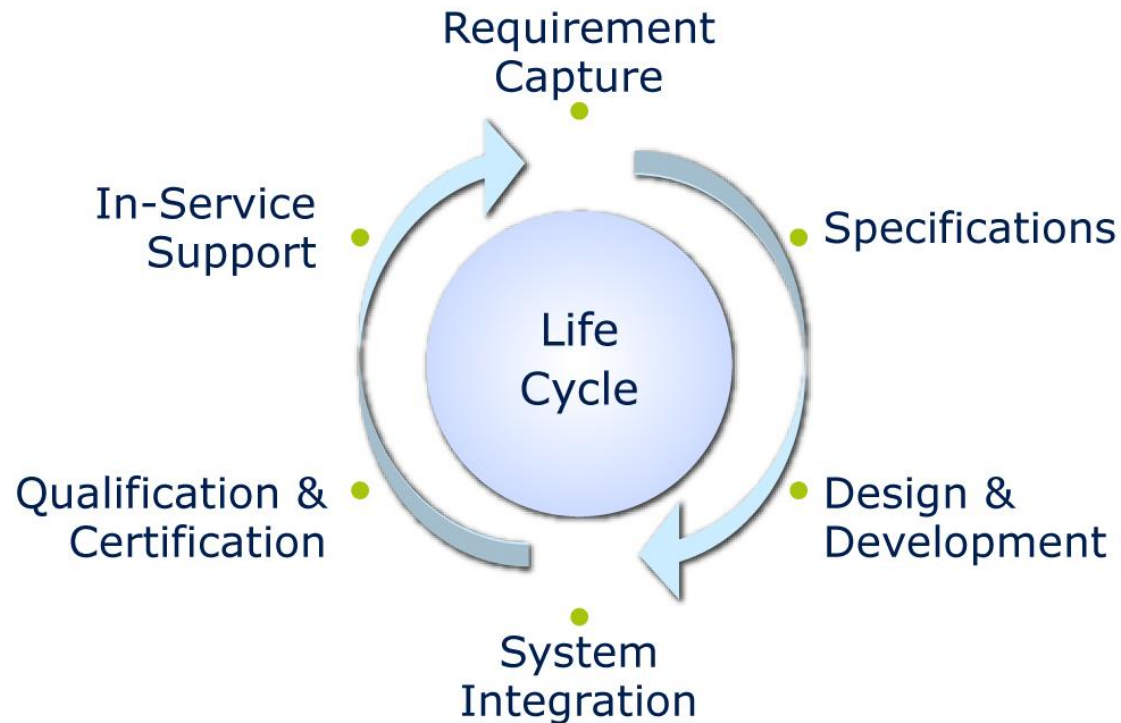 Requirement
Capture
Specifications
Design &
Development
System
Integration
Qualification &
Certification
In-Service
Support
Life
Cycle